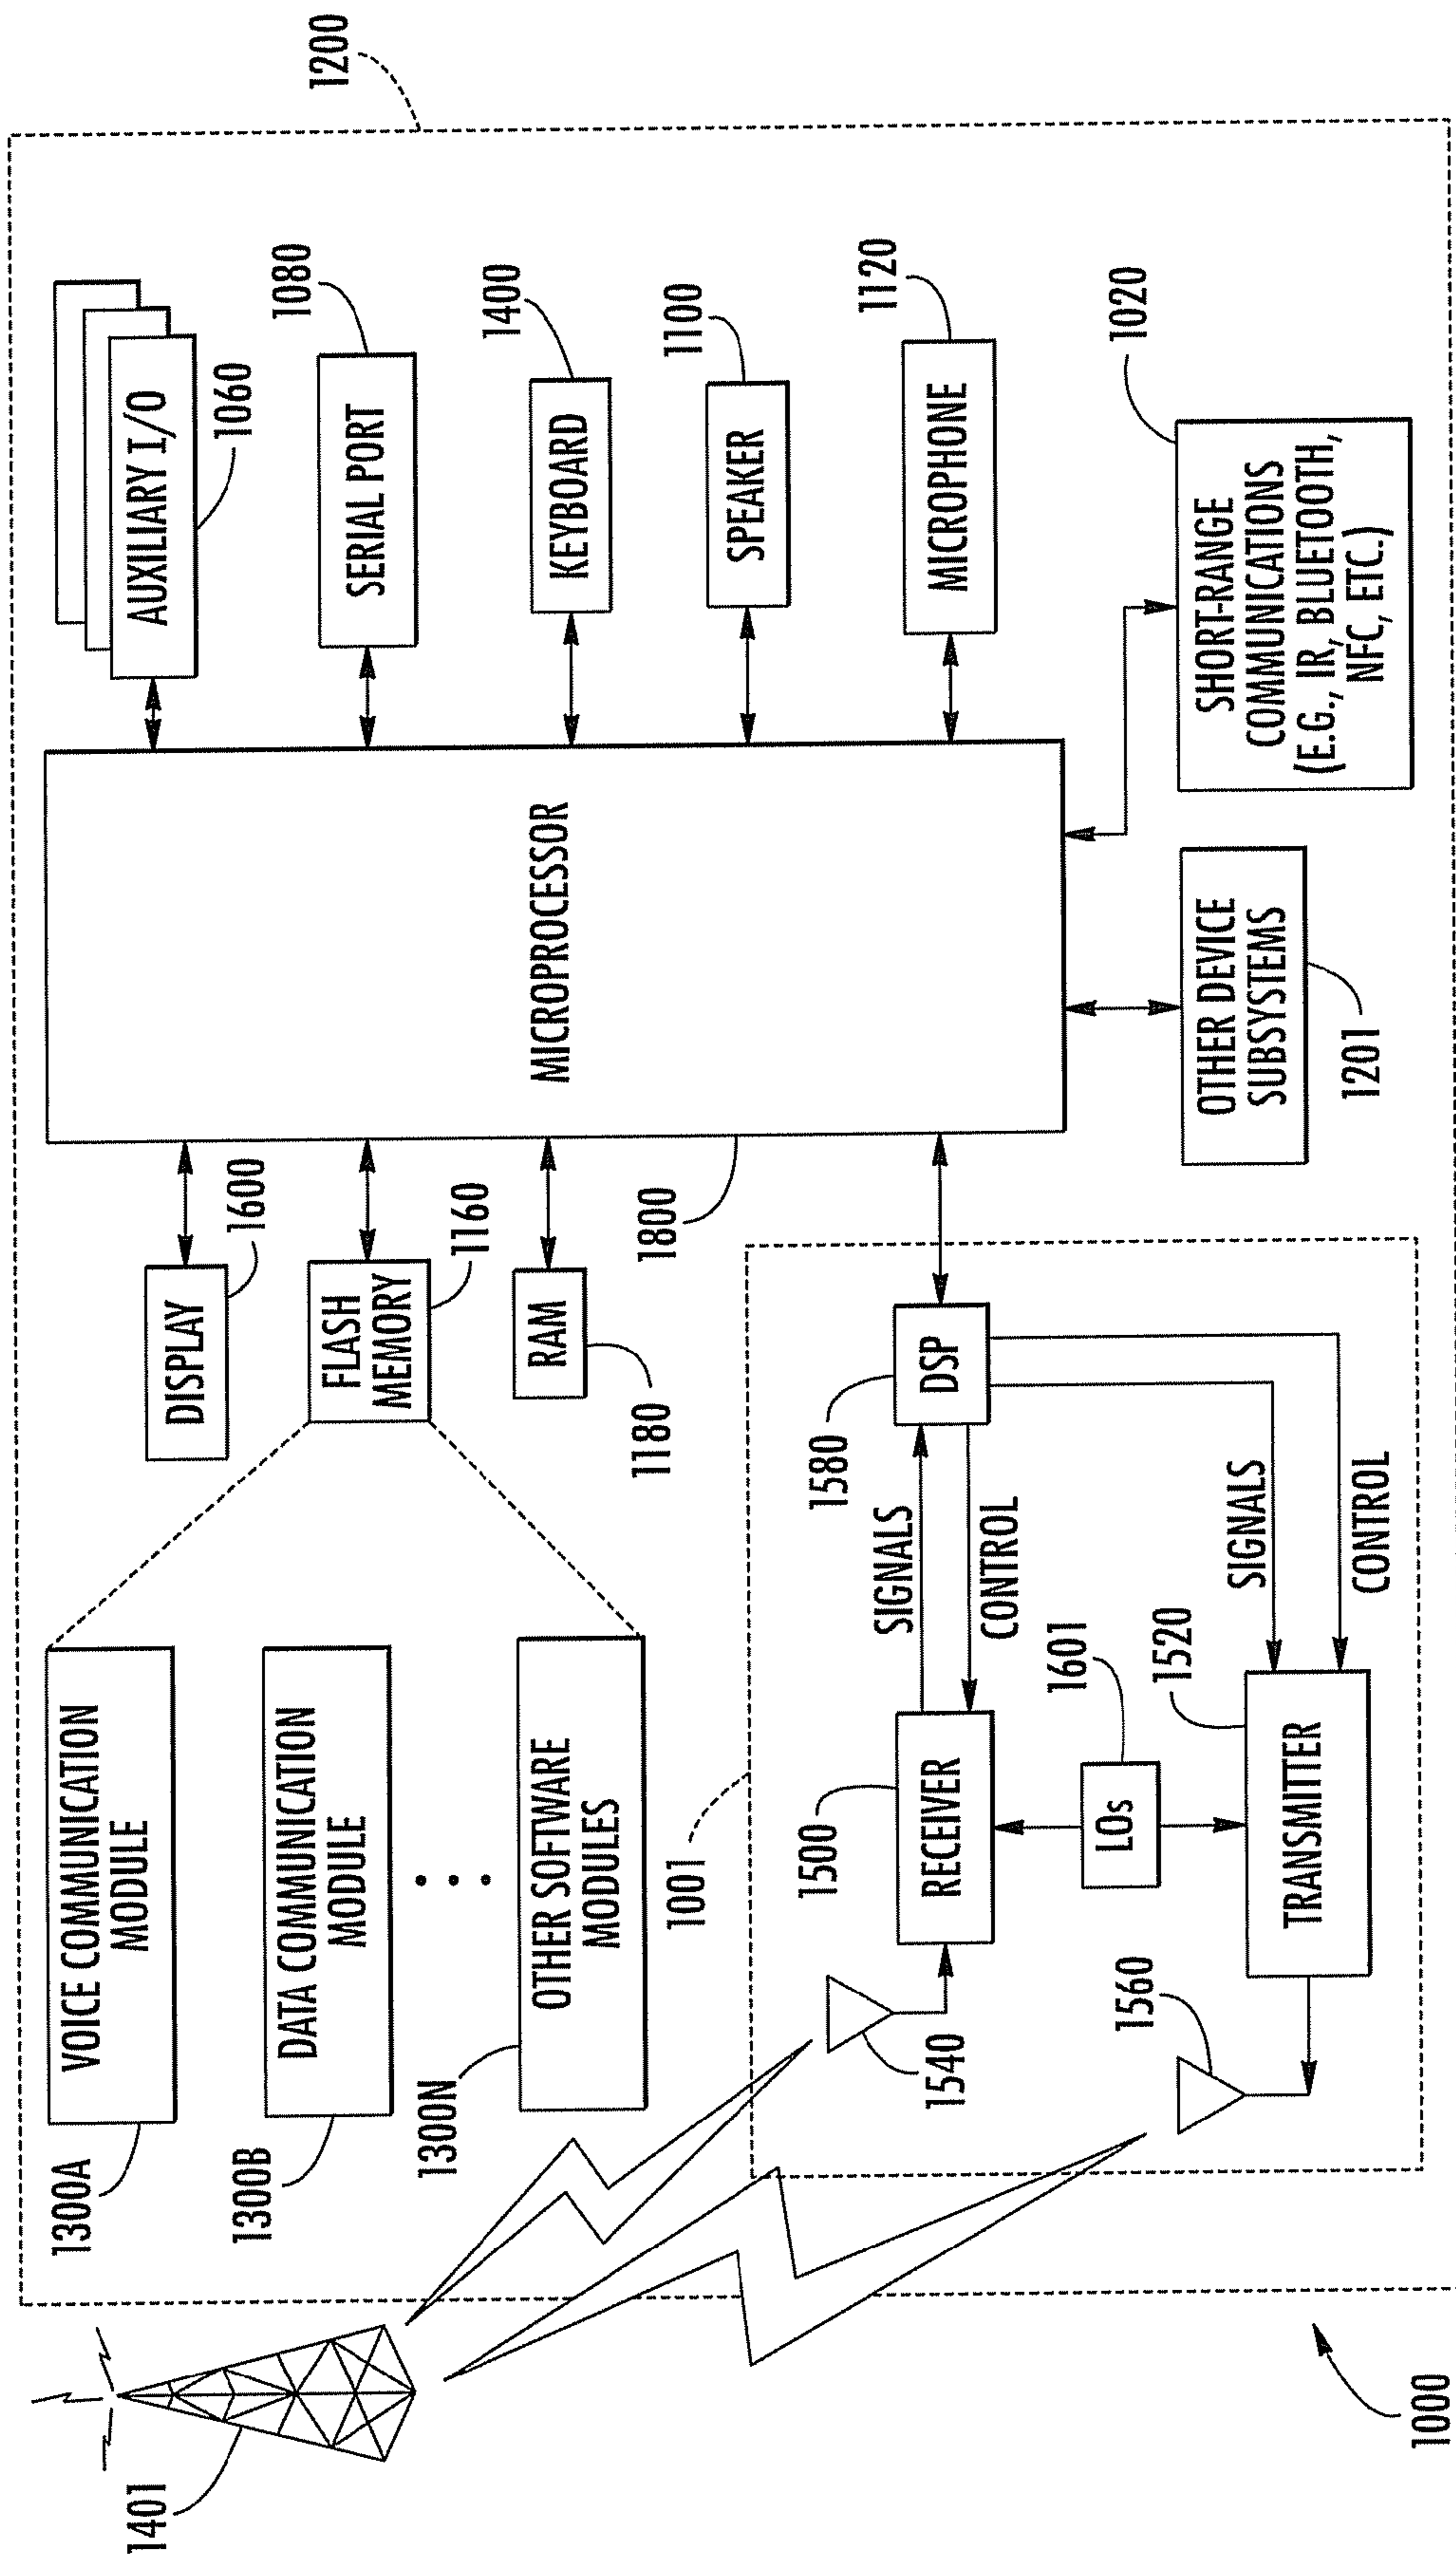 1401
1300A
VOICE COMMUNICATION
MODULE
1300B
DATA COMMUNICATION
MODULE
1300N
OTHER SOFTWARE
MODULES
DISPLAY
1600
FLASH
MEMORY
1160
RAM
1180
MICROPROCESSOR
1800
AUXILIARY I/O
1060
SERIAL PORT
1080
KEYBOARD
1400
SPEAKER
1100
MICROPHONE
1120
1200
1001
1540
1500
RECEIVER
SIGNALS
CONTROL
1580
DSP
1601
LOs
1560
1520
TRANSMITTER
SIGNALS
CONTROL
OTHER DEVICE
SUBSYSTEMS
1201
SHORT-RANGE
COMMUNICATIONS
(E.G., IR, BLUETOOTH,
NFC, ETC.)
1020
1000